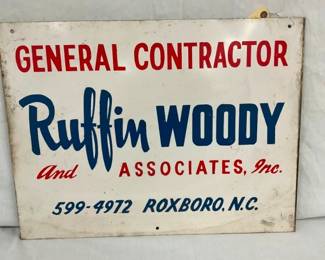 GENERAL CONTRACTOR
Ruffin WOODY
And ASSOCIATES, Inc.
599-4972 ROXBORO, N.C.